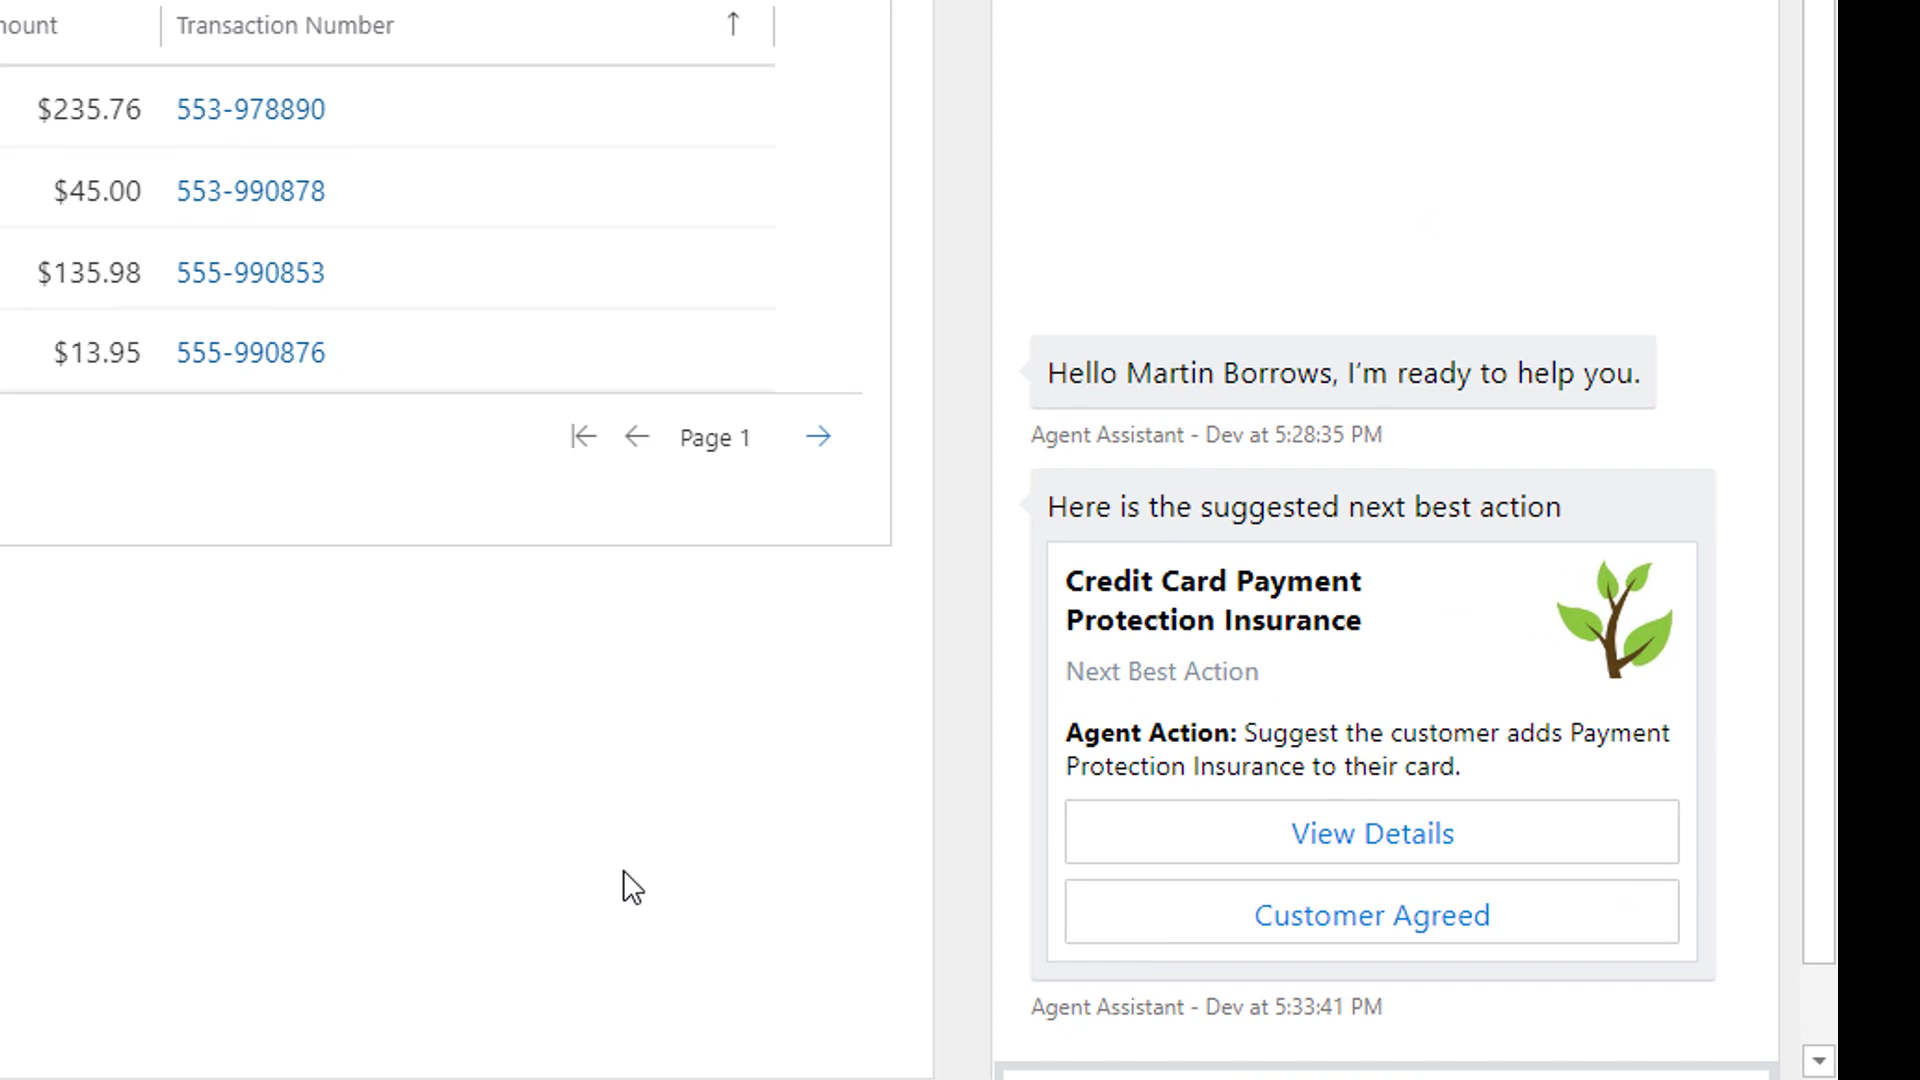 ount Transaction Number
$235.76 553-978890
$45.00 553-990878
$135.98 555-990853
$13.95 555-990876
Page 1
Hello Martin Borrows, I'm ready to help you.
Agent Assistant - Dev at 5:28:35 PM
Here is the suggested next best action
Credit Card Payment
Protection Insurance
Next Best Action
Agent Action: Suggest the customer adds Payment
Protection Insurance to their card.
View Details
Customer Agreed
Agent Assistant - Dev at 5:33:41 PM